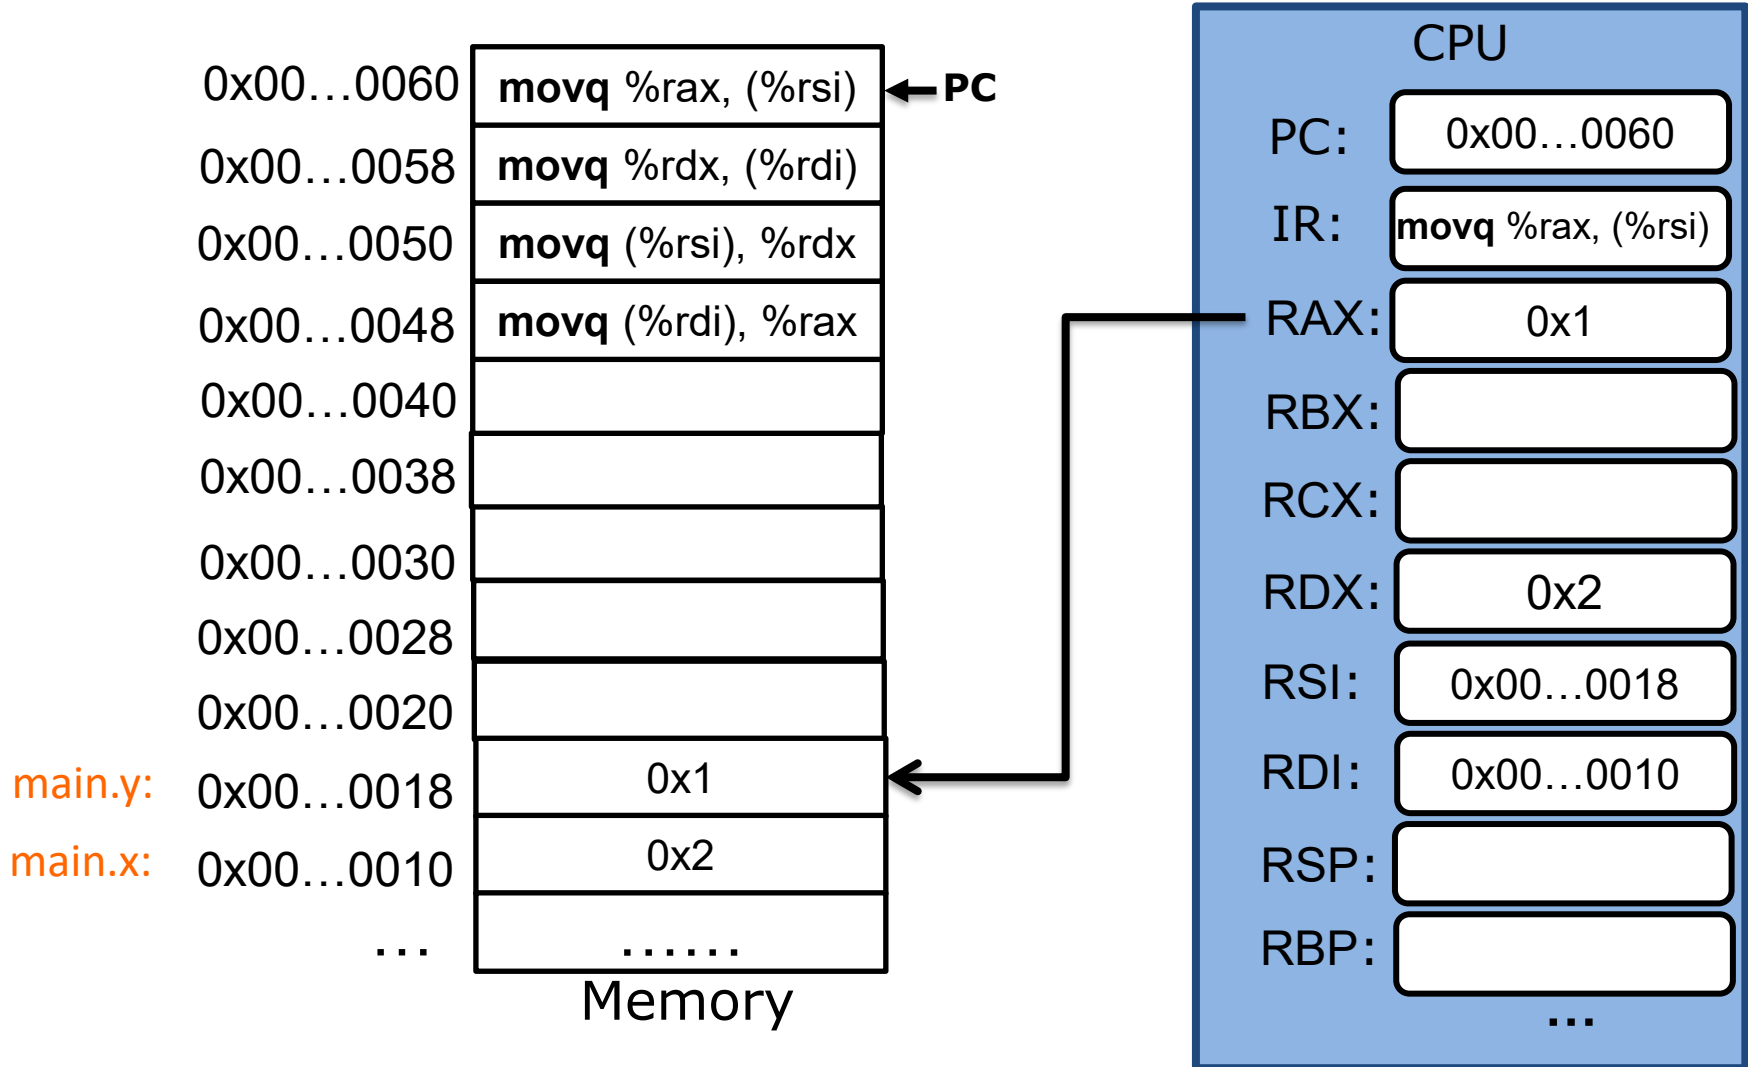 0x00…0060 movq %rax, (%rsi) PC
0x00…0058 movq %rdx, (%rdi)
0x00…0050 movq (%rsi), %rdx
0x00…0048 movq (%rdi), %rax
0x00…0040
0x00…0038
0x00…0030
0x00…0028
0x00…0020
main.y: 0x00…0018 0x1
main.x: 0x00…0010 0x2
… ……
Memory
CPU
PC: 0x00…0060
IR: movq %rax, (%rsi)
RAX: 0x1
RBX:
RCX:
RDX: 0x2
RSI: 0x00…0018
RDI: 0x00…0010
RSP:
RBP:
…